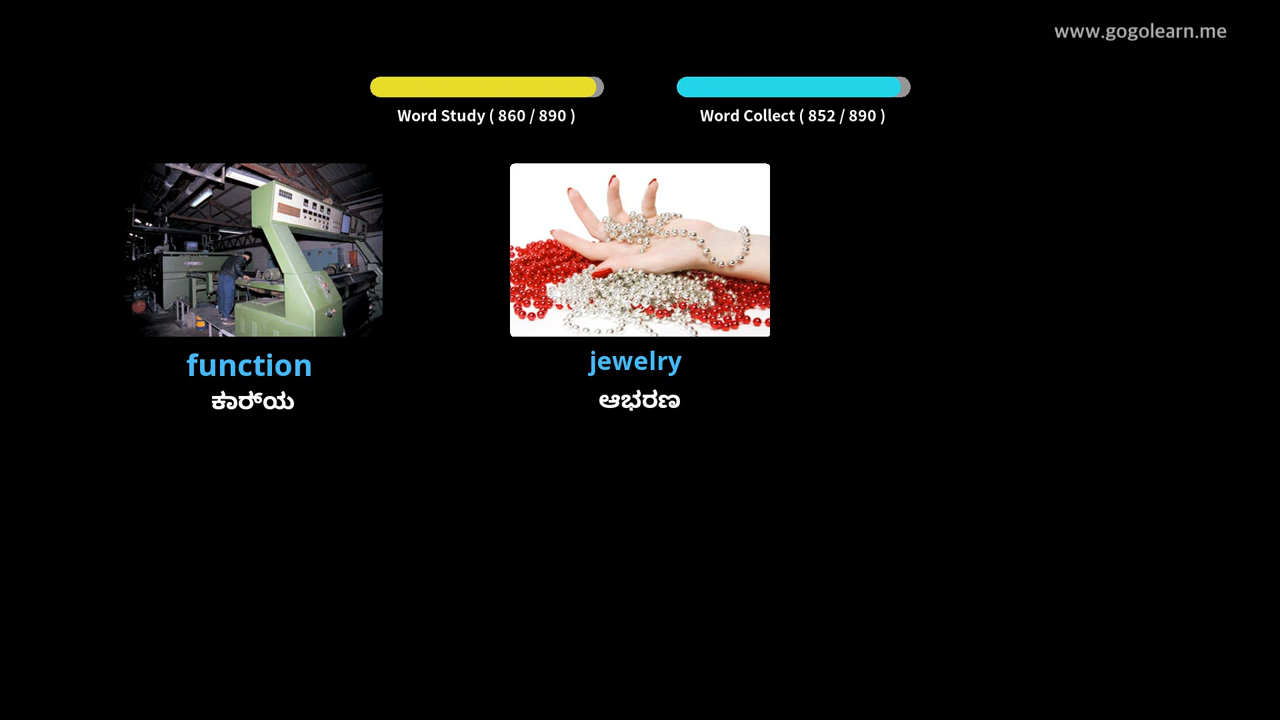 www.gogolearn.me
Word Study ( 860 / 890 )
Word Collect ( 852 / 890 )
function
ಕಾರ್‍ಯ
jewelry
ಆಭರಣ